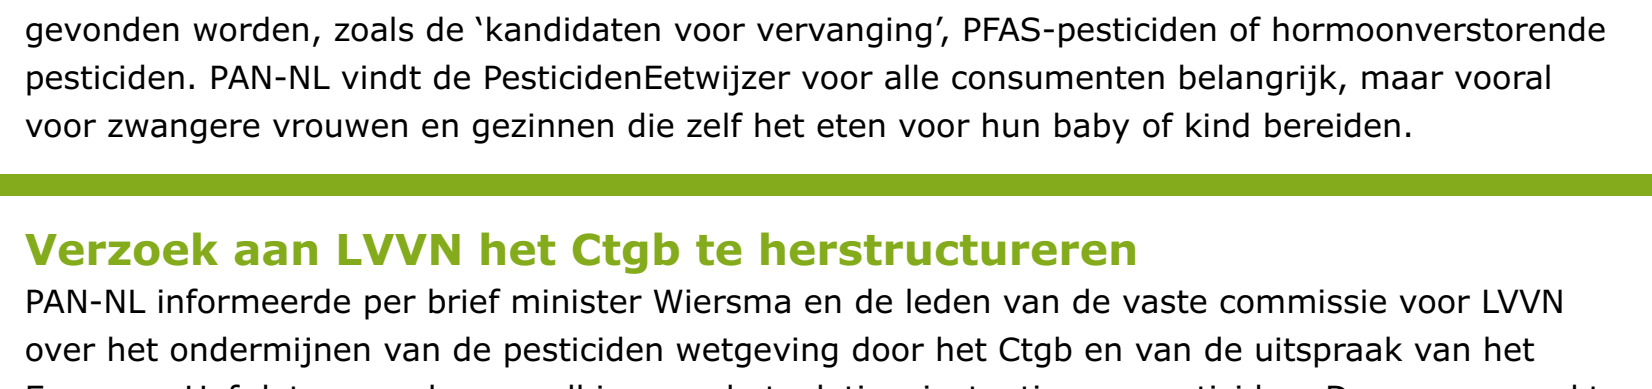 gevonden worden, zoals de ‘kandidaten voor vervanging’, PFAS-pesticiden of hormoonverstorende
pesticiden. PAN-NL vindt de PesticidenEetwijzer voor alle consumenten belangrijk, maar vooral
voor zwangere vrouwen en gezinnen die zelf het eten voor hun baby of kind bereiden.
Verzoek aan LVVN het Ctgb te herstructureren
PAN-NL informeerde per brief minister Wiersma en de leden van de vaste commissie voor LVVN
over het ondermijnen van de pesticiden wetgeving door het Ctgb en van de uitspraak van het